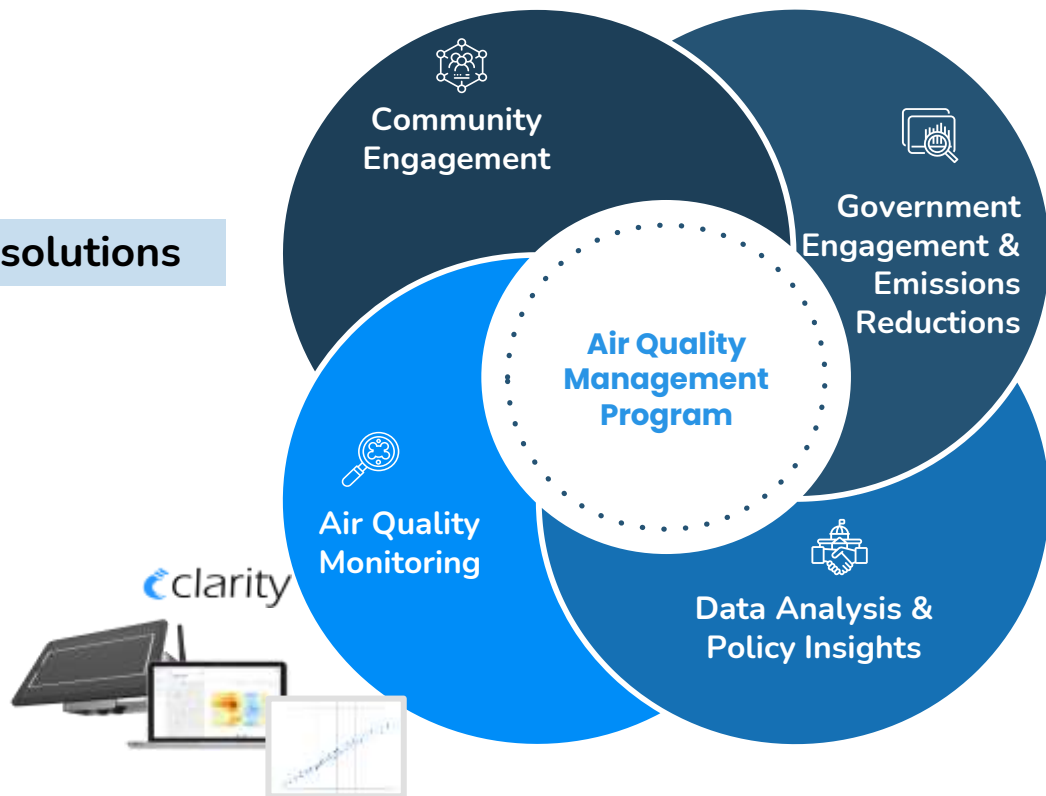 Community
Engagement
Government
Engagement &
Emissions
Reductions
solutions
Air Quality
Management
Program
Air Quality
Monitoring
clarity
Data Analysis &
Policy Insights